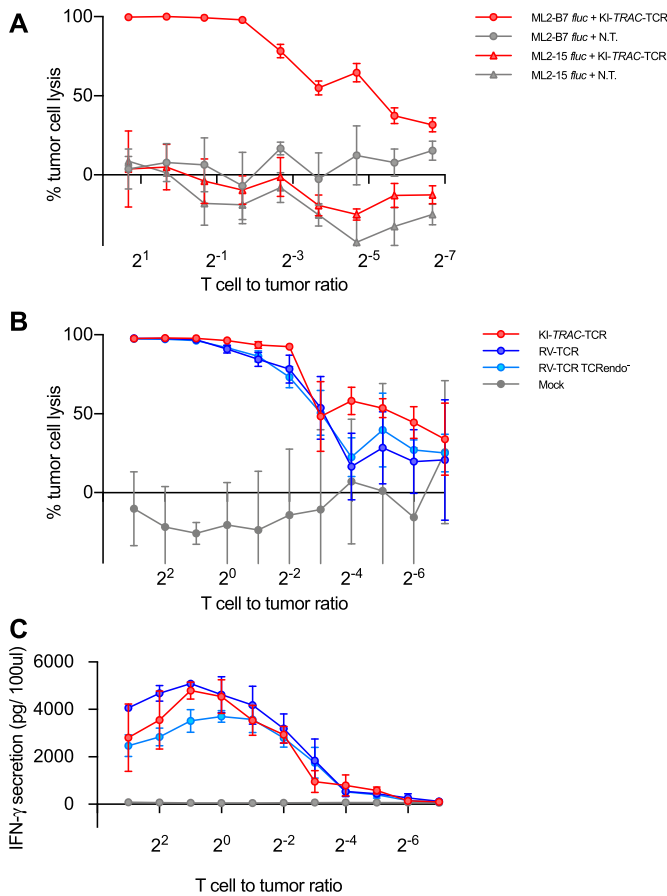 A
ML2-B7 fluc + KI-TRAC-TCR
ML2-B7 fluc + N.T.
ML2-15 fluc + KI-TRAC-TCR
ML2-15 fluc + N.T.
% tumor cell lysis
100
50
0
2^1 2^-1 2^-3 2^-5 2^-7
T cell to tumor ratio
B
KI-TRAC-TCR
RV-TCR
RV-TCR TCRendo^-
Mock
% tumor cell lysis
100
50
0
2^2 2^0 2^-2 2^-4 2^-6
T cell to tumor ratio
C
IFN-γ secretion (pg/ 100ul)
6000
4000
2000
0
2^2 2^0 2^-2 2^-4 2^-6
T cell to tumor ratio